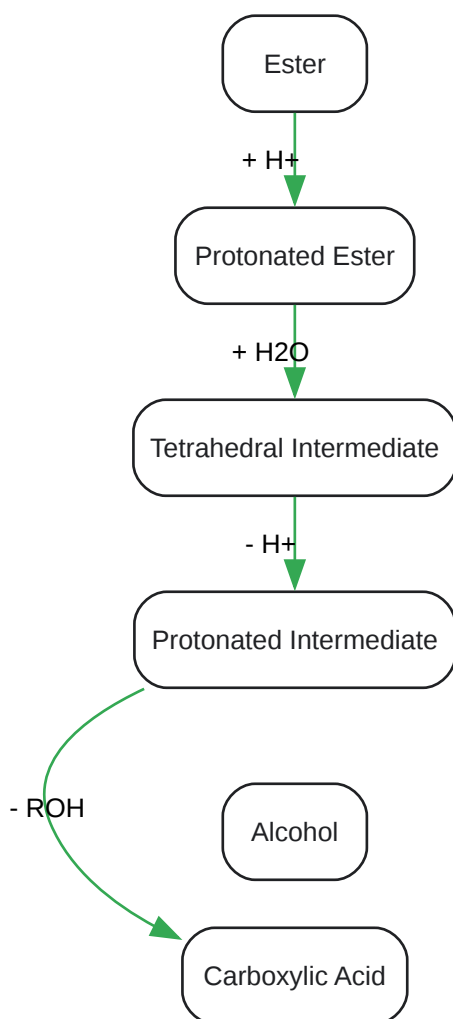 Ester
+ H+
Protonated Ester
+ H2O
Tetrahedral Intermediate
- H+
Protonated Intermediate
- ROH
Alcohol
Carboxylic Acid